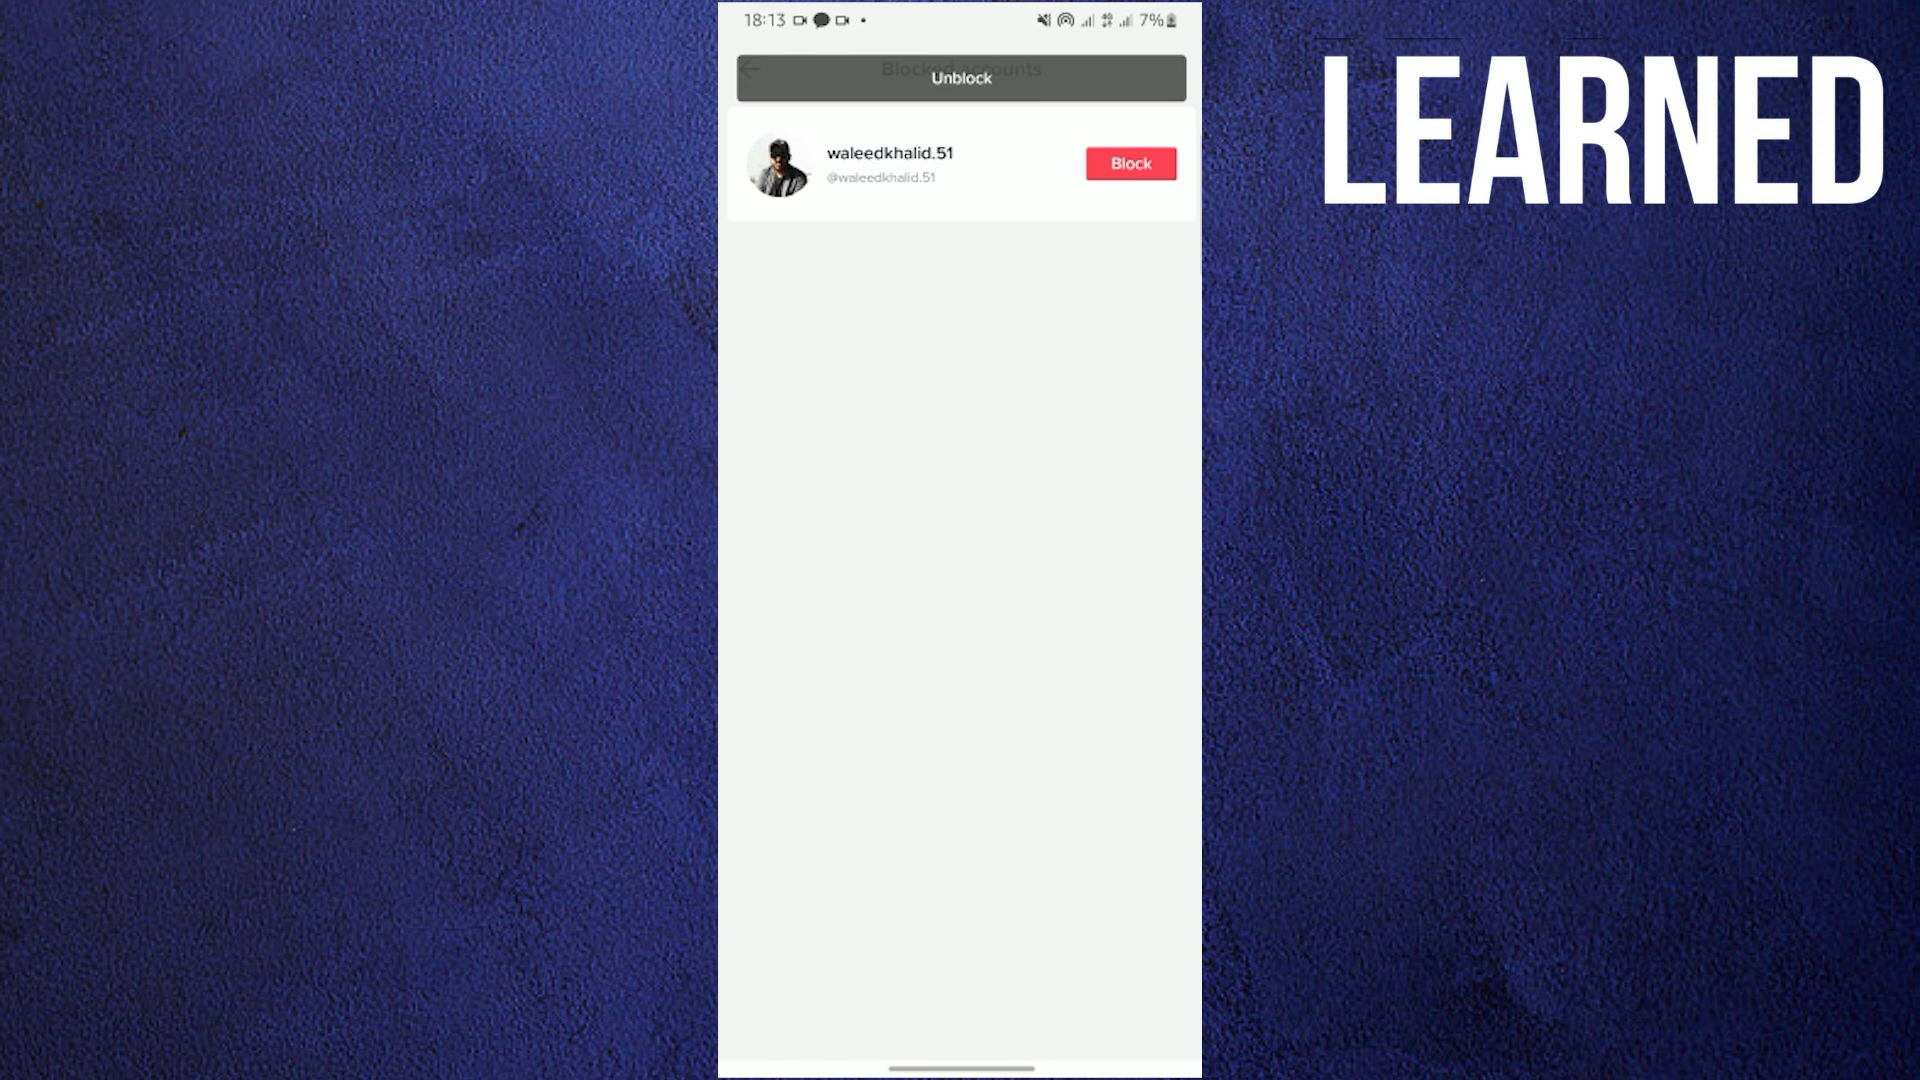 18:13
7%
Blocked accounts
Unblock
waleedkhalid.51
@waleedkhalid.51
Block
LEARNED